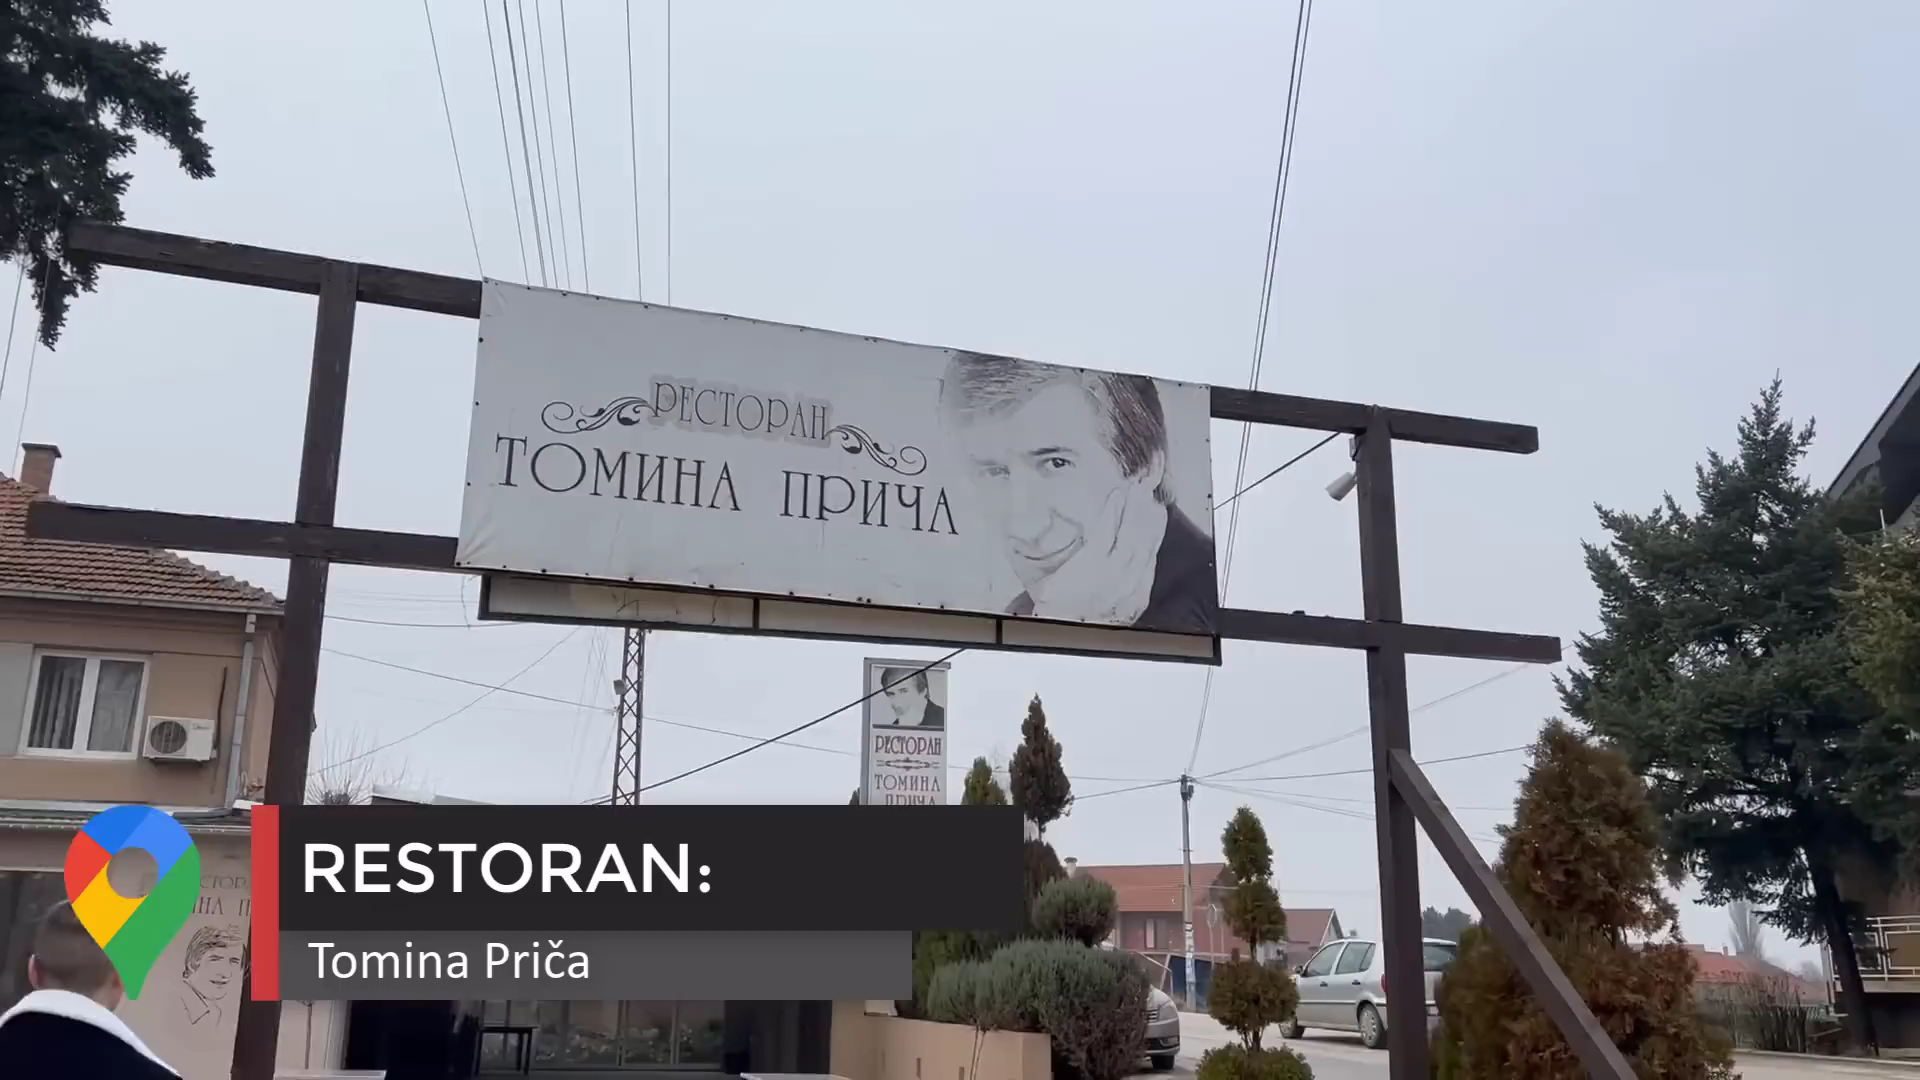 РЕСТОРАН
ТОМИНА ПРИЧА
РЕСТОРАН
ТОМИНА
ПРИЧА
RESTORAN:
Tomina Priča